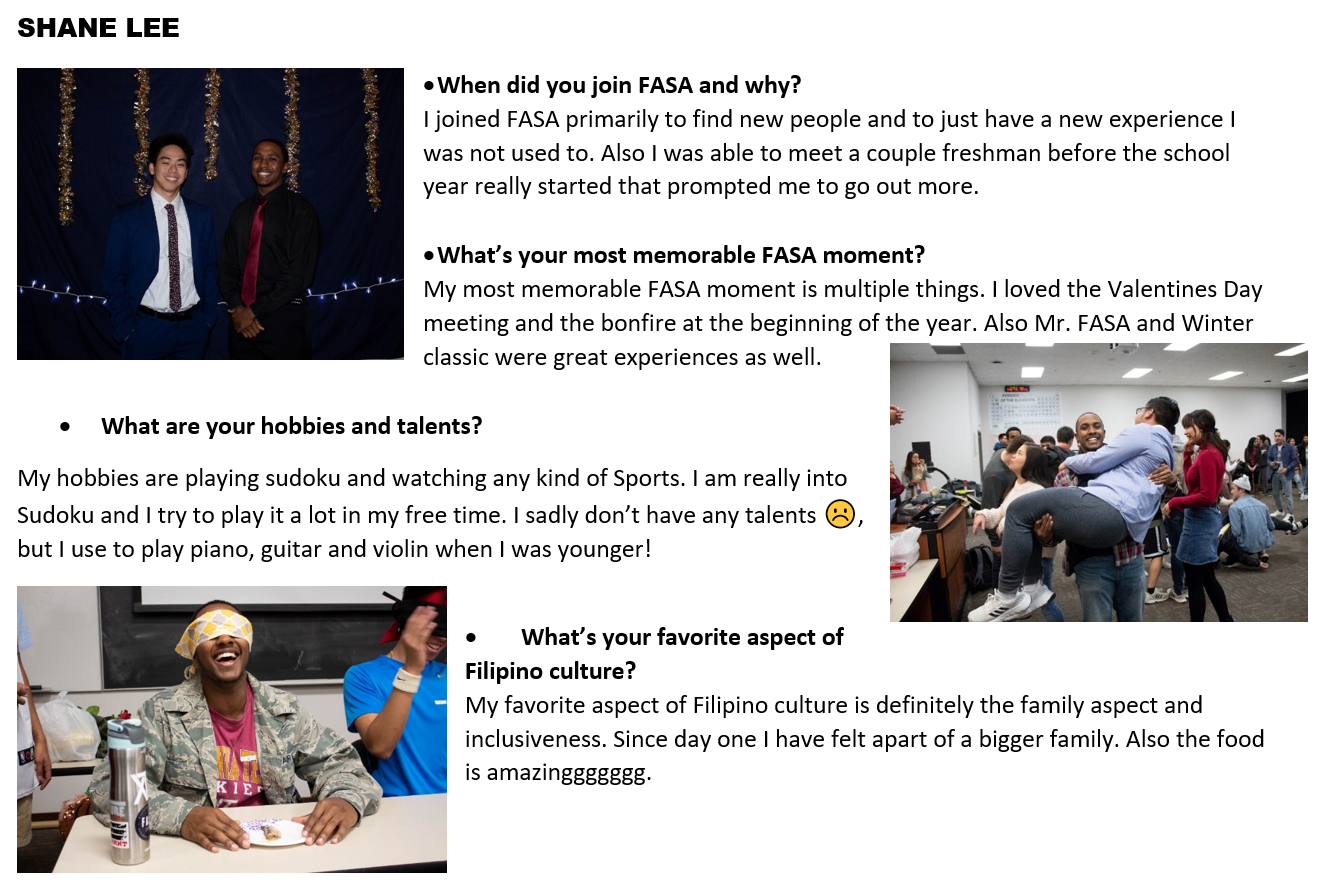 SHANE LEE
•When did you join FASA and why?
I joined FASA primarily to find new people and to just have a new experience I
was not used to. Also I was able to meet a couple freshman before the school
year really started that prompted me to go out more.
•What’s your most memorable FASA moment?
My most memorable FASA moment is multiple things. I loved the Valentines Day
meeting and the bonfire at the beginning of the year. Also Mr. FASA and Winter
classic were great experiences as well.
• What are your hobbies and talents?
My hobbies are playing sudoku and watching any kind of Sports. I am really into
Sudoku and I try to play it a lot in my free time. I sadly don’t have any talents ☹,
but I use to play piano, guitar and violin when I was younger!
• What’s your favorite aspect of
Filipino culture?
My favorite aspect of Filipino culture is definitely the family aspect and
inclusiveness. Since day one I have felt apart of a bigger family. Also the food
is amazinggggggg.